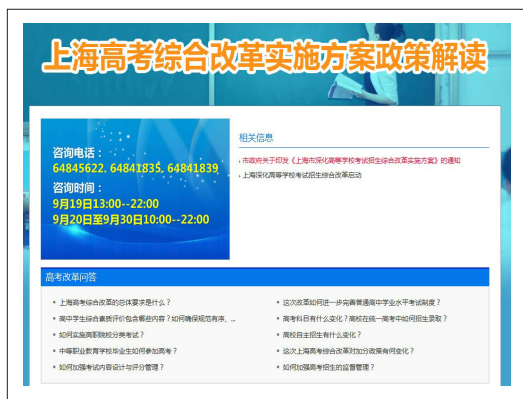 上海高考综合改革实施方案政策解读
咨询电话：
64845622. 64841835, 64841839
咨询时间：
9月19日13:00--22:00
9月20日至9月30日10:00--22:00
相关信息
市政府关于印发《上海市深化高等学校考试招生综合改革实施方案》的通知
上海深化高等学校考试招生综合改革启动
高考改革问答
• 上海高考综合改革的总体要求是什么？
• 高中学生综合素质评价包含哪些内容？如何确保规范有序、...
• 如何实施高职院校分类考试？
• 中等职业教育学校毕业生如何参加高考？
• 如何加强考试内容设计与评分管理？
• 这次改革如何进一步完善普通高中学业水平考试制度？
• 高考科目有什么变化？高校在统一高考中如何招生录取？
• 高校自主招生有什么变化？
• 这次上海高考综合改革对加分政策有何变化？
• 如何加强高考招生的监督管理？